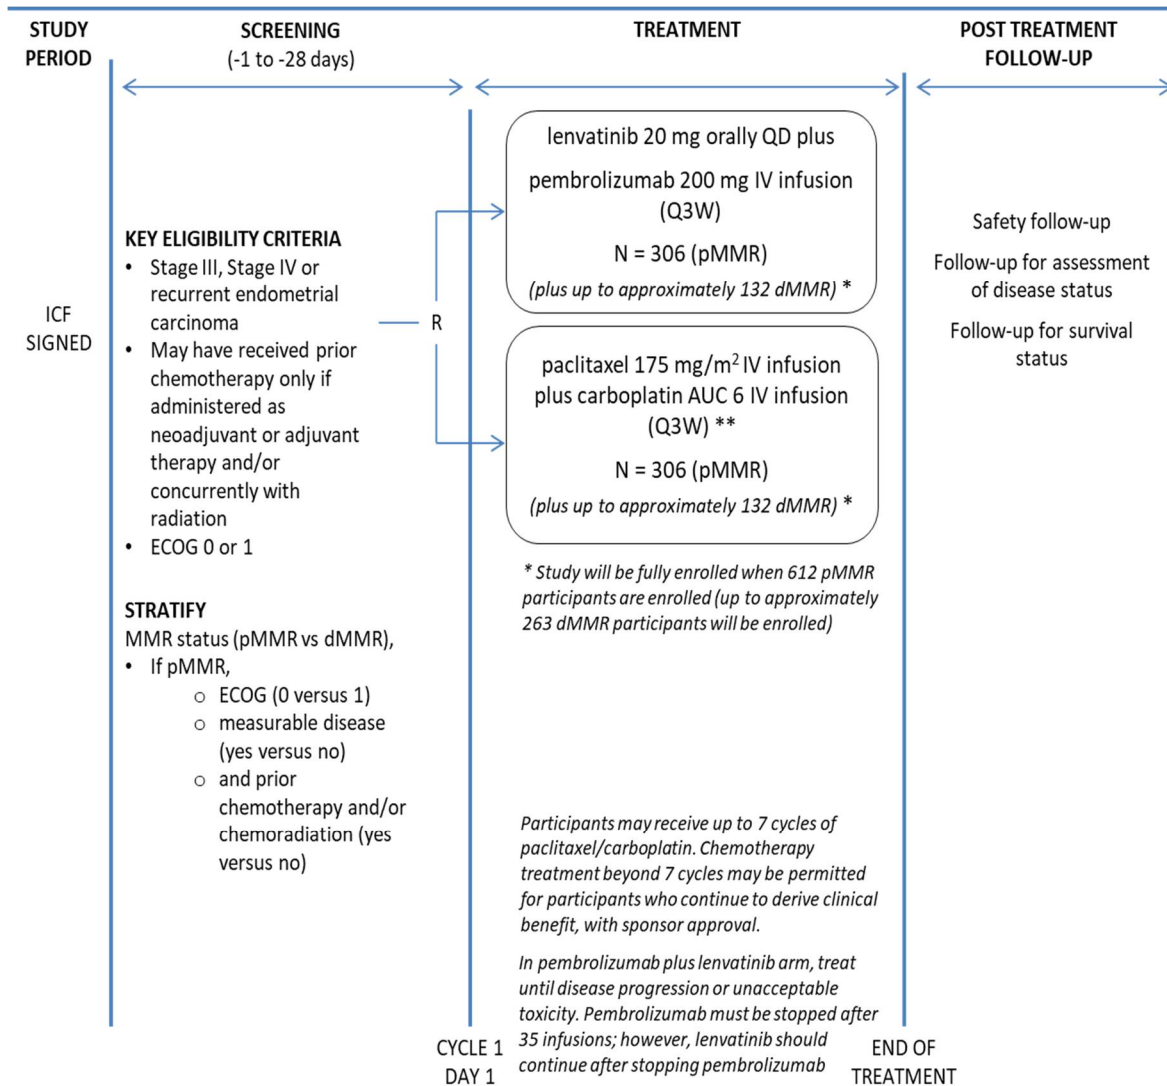 STUDY
PERIOD
SCREENING
(-1 to -28 days)
TREATMENT
POST TREATMENT
FOLLOW-UP
ICF
SIGNED
KEY ELIGIBILITY CRITERIA
• Stage III, Stage IV or
recurrent endometrial
carcinoma
• May have received prior
chemotherapy only if
administered as
neoadjuvant or adjuvant
therapy and/or
concurrently with
radiation
• ECOG 0 or 1
STRATIFY
MMR status (pMMR vs dMMR),
• If pMMR,
o ECOG (0 versus 1)
o measurable disease
(yes versus no)
o and prior
chemotherapy and/or
chemoradiation (yes
versus no)
R
CYCLE 1
DAY 1
lenvatinib 20 mg orally QD plus
pembrolizumab 200 mg IV infusion
(Q3W)
N = 306 (pMMR)
(plus up to approximately 132 dMMR) *
paclitaxel 175 mg/m² IV infusion
plus carboplatin AUC 6 IV infusion
(Q3W) **
N = 306 (pMMR)
(plus up to approximately 132 dMMR) *
* Study will be fully enrolled when 612 pMMR
participants are enrolled (up to approximately
263 dMMR participants will be enrolled)
Participants may receive up to 7 cycles of
paclitaxel/carboplatin. Chemotherapy
treatment beyond 7 cycles may be permitted
for participants who continue to derive clinical
benefit, with sponsor approval.
In pembrolizumab plus lenvatinib arm, treat
until disease progression or unacceptable
toxicity. Pembrolizumab must be stopped after
35 infusions; however, lenvatinib should
continue after stopping pembrolizumab
END OF
TREATMENT
Safety follow-up
Follow-up for assessment
of disease status
Follow-up for survival
status